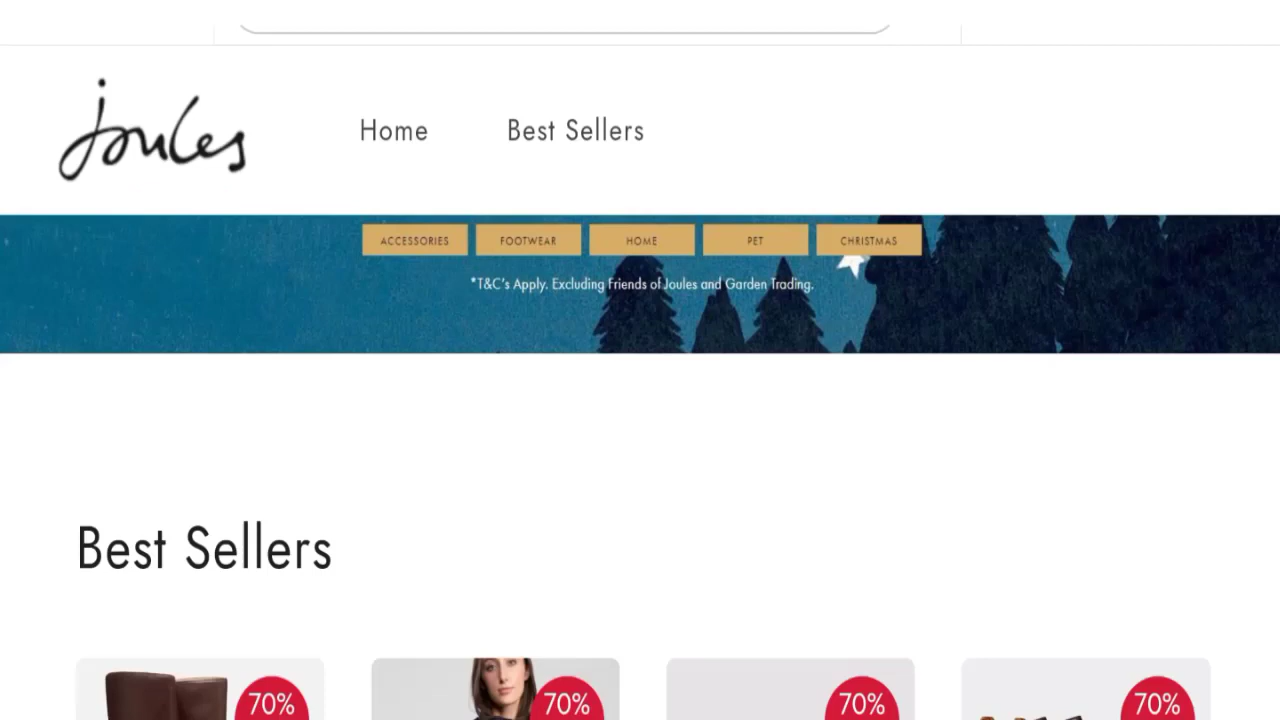 joules
Home Best Sellers
ACCESSORIES FOOTWEAR HOME PET CHRISTMAS
*T&C's Apply. Excluding Friends of Joules and Garden Trading.
Best Sellers
70% 70% 70% 70%